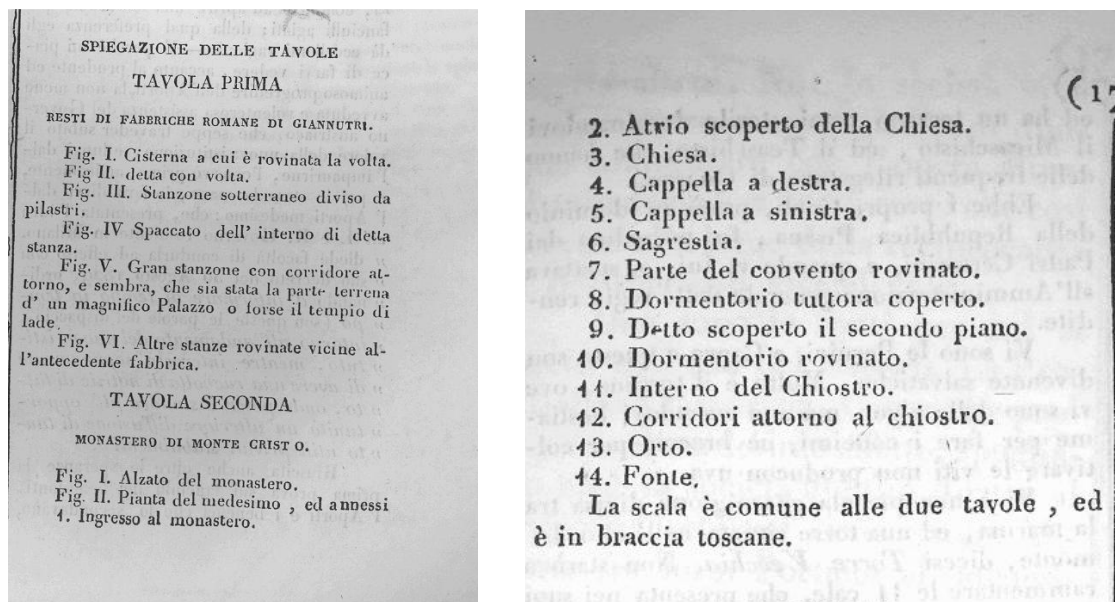 SPIEGAZIONE DELLE TAVOLE
TAVOLA PRIMA
RESTI DI FABBRICHE ROMANE DI GIANNUTRI.
Fig. I. Cisterna a cui è rovinata la volta.
Fig II. detta con volta.
Fig. III. Stanzone sotterraneo diviso da
pilastri.
Fig. IV Spaccato dell' interno di detta
stanza.
Fig. V. Gran stanzone con corridore at-
torno, e sembra, che sia stata la parte terrena
d' un magnifico Palazzo o forse il tempio di
lade
Fig. VI. Altre stanze rovinate vicine al-
l'antecedente fabbrica.
TAVOLA SECONDA
MONASTERO DI MONTE CRISTO.
Fig. I. Alzato del monastero.
Fig. II. Pianta del medesimo , ed annessi
1. Ingresso al monastero.
(17
2. Atrio scoperto della Chiesa.
3. Chiesa.
4. Cappella a destra.
5. Cappella a sinistra.
6. Sagrestia.
7. Parte del convento rovinato.
8. Dormentorio tuttora coperto.
9. Detto scoperto il secondo piano.
10. Dormentorio rovinato.
11. Interno del Chiostro.
12. Corridori attorno al chiostro.
13. Orto.
14. Fonte.
La scala è comune alle due tavole , ed
è in braccia toscane.